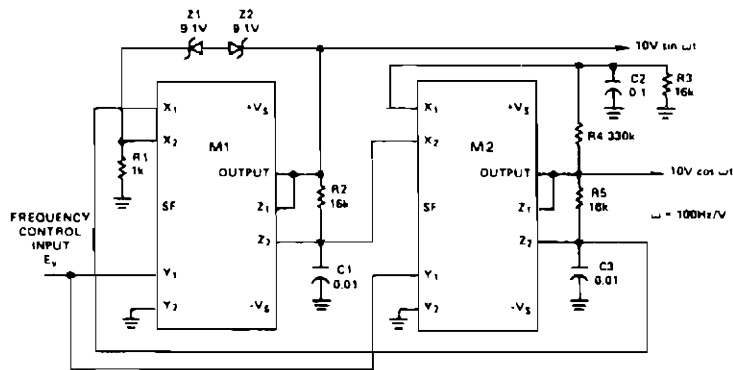 Z1
9.1V
Z2
9.1V
10V sin ωt
X1
+Vs
X2
M1
R1
1k
OUTPUT
SF
Z1
Z2
R2
16k
FREQUENCY
CONTROL
INPUT
Ev
Y1
Y2
-Vs
C1
0.01
X1
+Vs
X2
M2
OUTPUT
SF
Z1
Z2
Y1
Y2
-Vs
C2
0.1
R3
16k
R4 330k
10V cos ωt
R5
16k
ω = 100Hz/V
C3
0.01